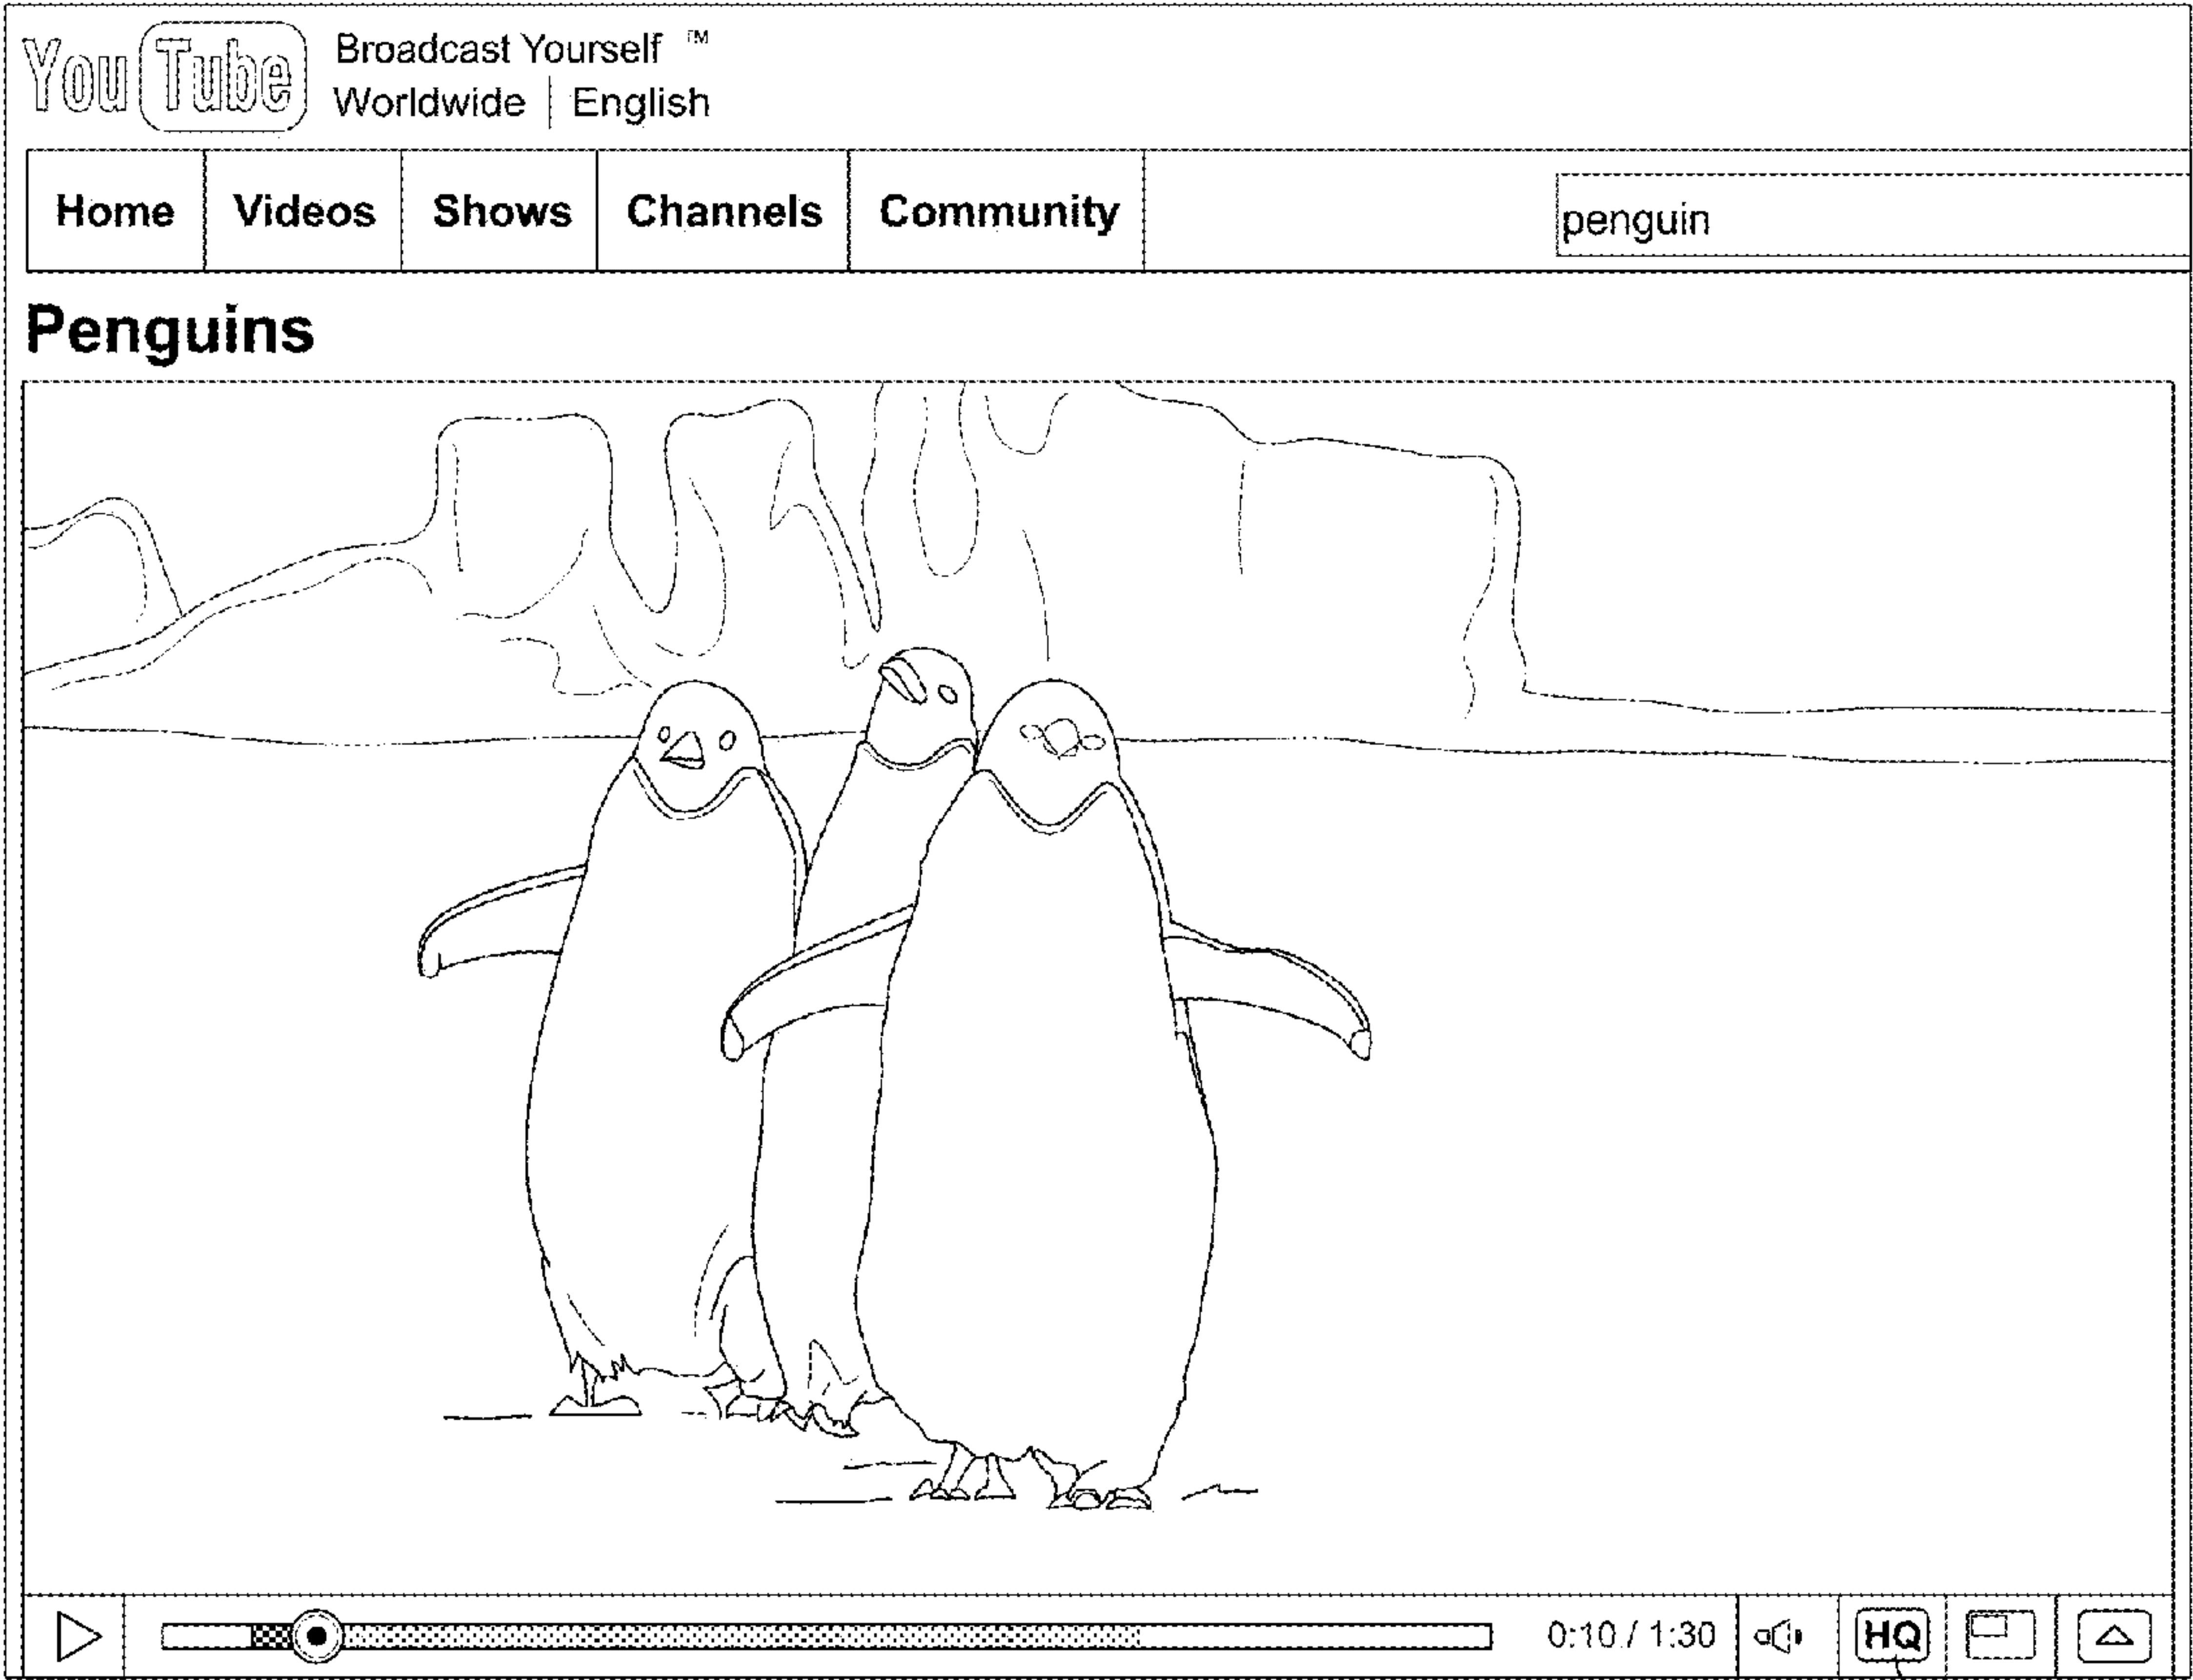 YouTube
Broadcast Yourself ™
Worldwide | English
Home Videos Shows Channels Community penguin
Penguins
0:10 / 1:30 HQ